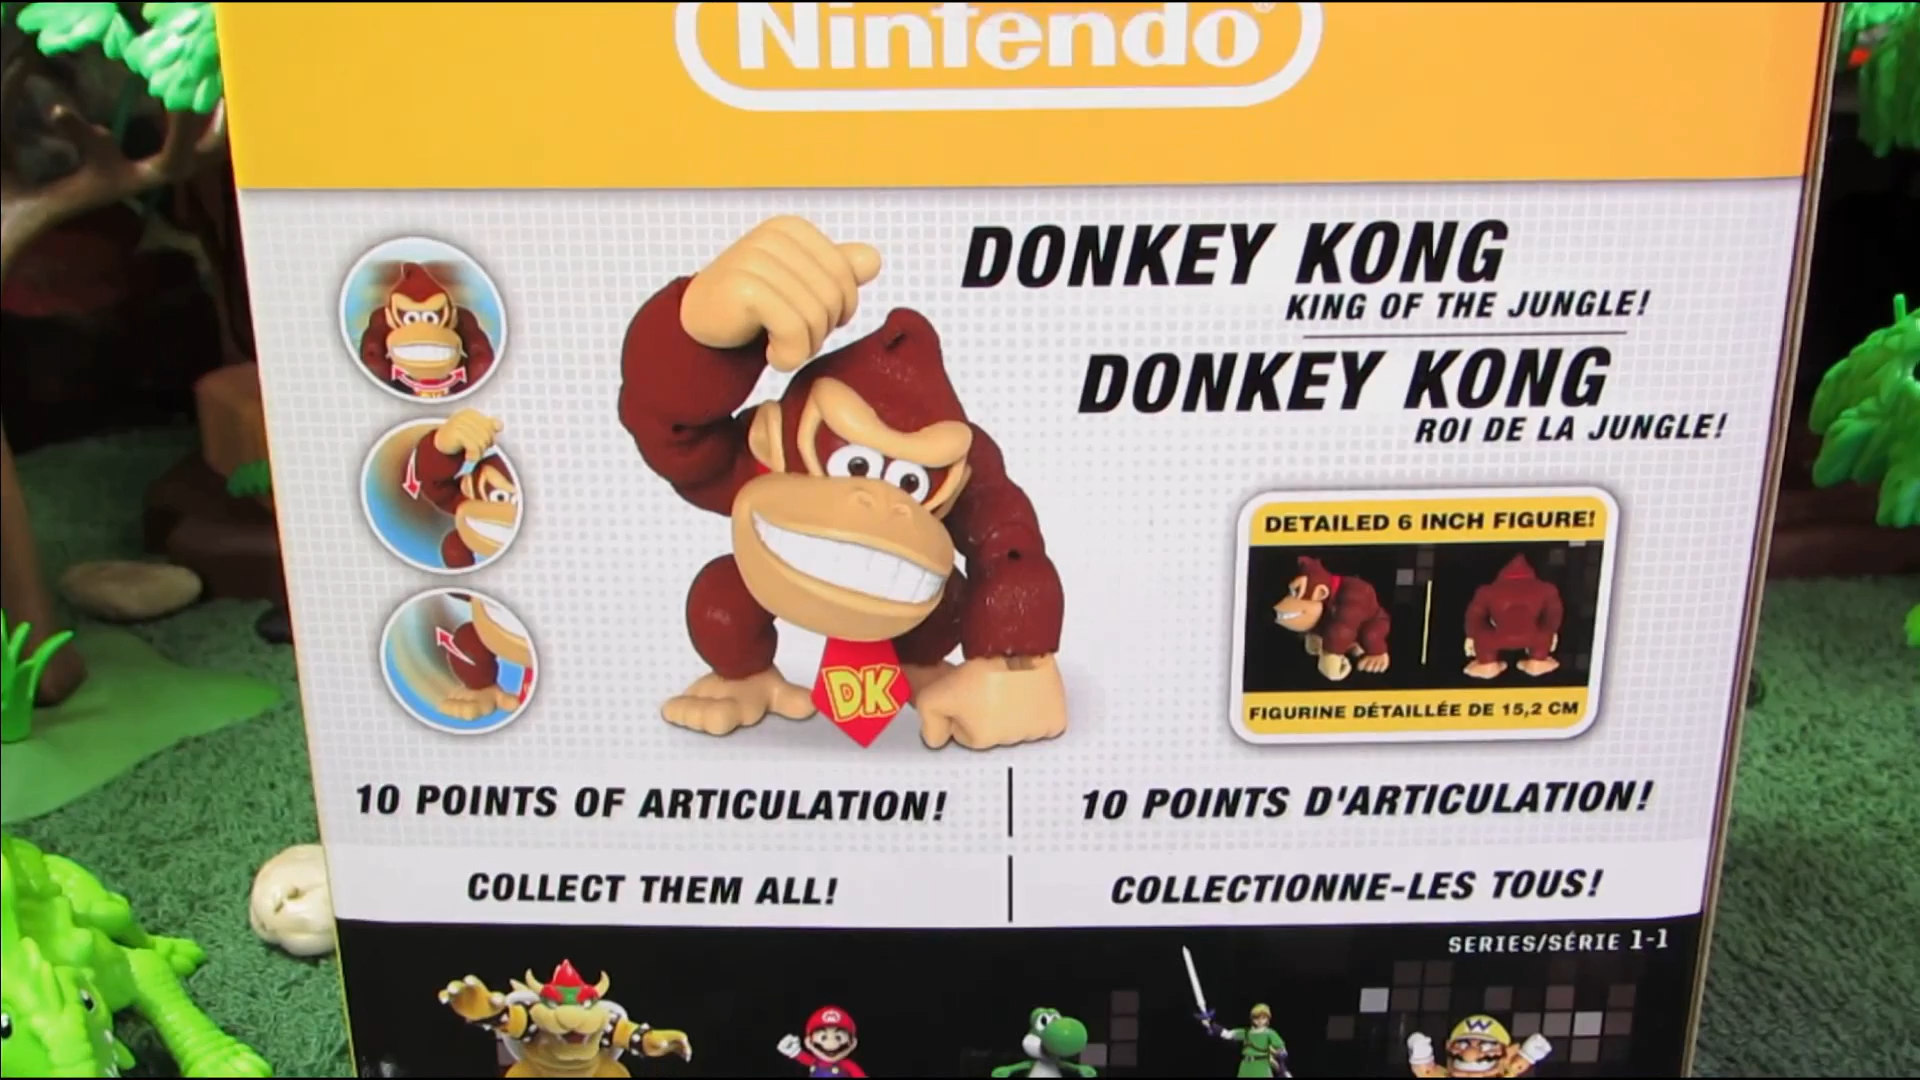 Nintendo®
DONKEY KONG
KING OF THE JUNGLE!
DONKEY KONG
ROI DE LA JUNGLE!
DETAILED 6 INCH FIGURE!
FIGURINE DÉTAILLÉE DE 15,2 CM
DK
10 POINTS OF ARTICULATION!
10 POINTS D'ARTICULATION!
COLLECT THEM ALL!
COLLECTIONNE-LES TOUS!
SERIES/SÉRIE 1-1
M
W